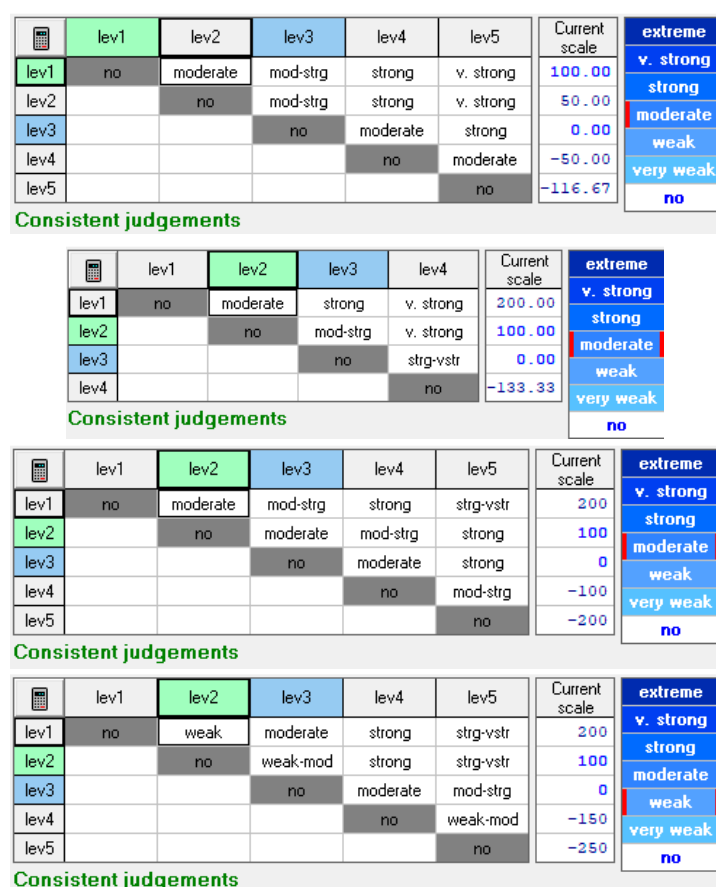 lev1 lev2 lev3 lev4 lev5 Current scale extreme
lev1 no moderate mod-strg strong v. strong 100.00 v. strong
lev2 no mod-strg strong v. strong 50.00 strong
lev3 no moderate strong 0.00 moderate
lev4 no moderate -50.00 weak
lev5 no -116.67 very weak
no
Consistent judgements
lev1 lev2 lev3 lev4 Current scale extreme
lev1 no moderate strong v. strong 200.00 v. strong
lev2 no mod-strg v. strong 100.00 strong
lev3 no strg-vstr 0.00 moderate
lev4 no -133.33 weak
very weak
Consistent judgements no
lev1 lev2 lev3 lev4 lev5 Current scale extreme
lev1 no moderate mod-strg strong strg-vstr 200 v. strong
lev2 no moderate mod-strg strong 100 strong
lev3 no moderate strong 0 moderate
lev4 no mod-strg -100 weak
lev5 no -200 very weak
no
Consistent judgements
lev1 lev2 lev3 lev4 lev5 Current scale extreme
lev1 no weak moderate strong strg-vstr 200 v. strong
lev2 no weak-mod strong strg-vstr 100 strong
lev3 no moderate mod-strg 0 moderate
lev4 no weak-mod -150 weak
lev5 no -250 very weak
no
Consistent judgements